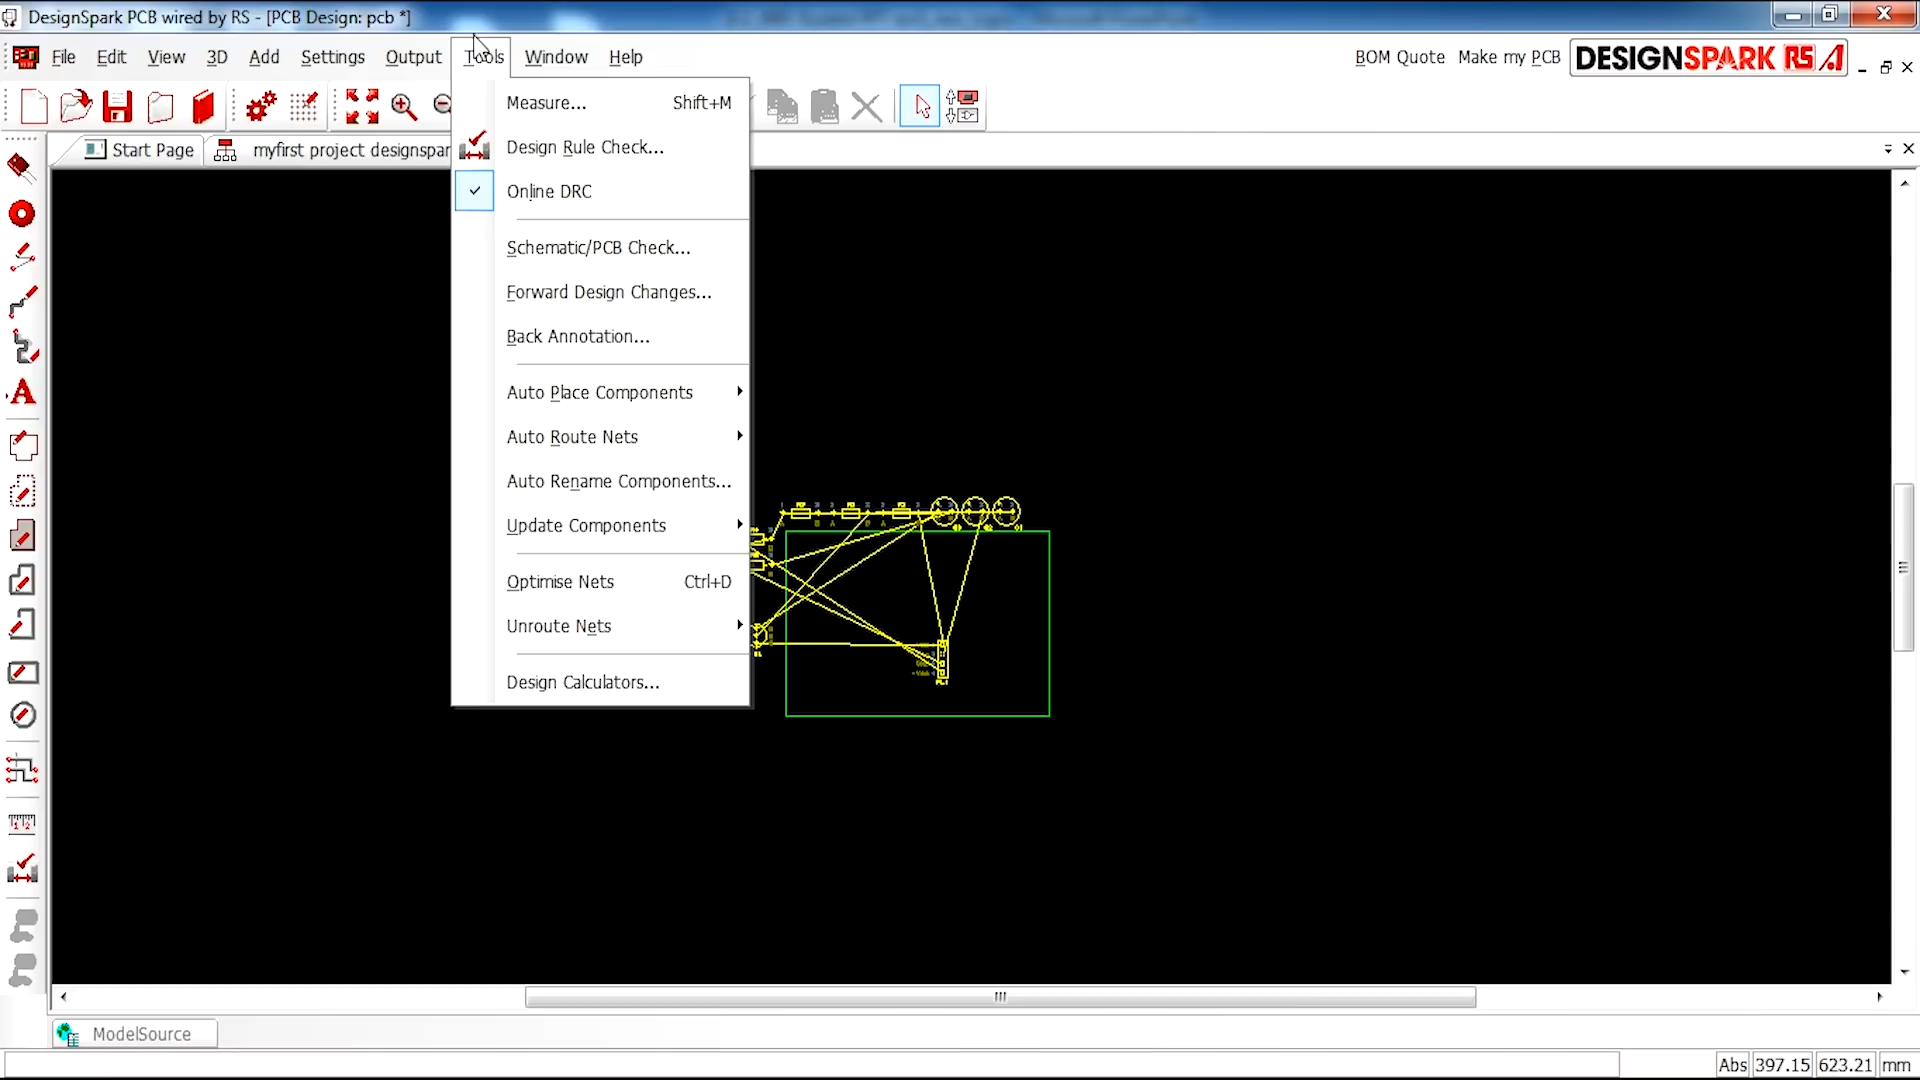 DesignSpark PCB wired by RS - [PCB Design: pcb *]
File Edit View 3D Add Settings Output Tools Window Help
BOM Quote Make my PCB DESIGNSPARK RS
Start Page myfirst project designspar
Measure... Shift+M
Design Rule Check...
Online DRC
Schematic/PCB Check...
Forward Design Changes...
Back Annotation...
Auto Place Components
Auto Route Nets
Auto Rename Components...
Update Components
Optimise Nets Ctrl+D
Unroute Nets
Design Calculators...
ModelSource
Abs 397.15 623.21 mm